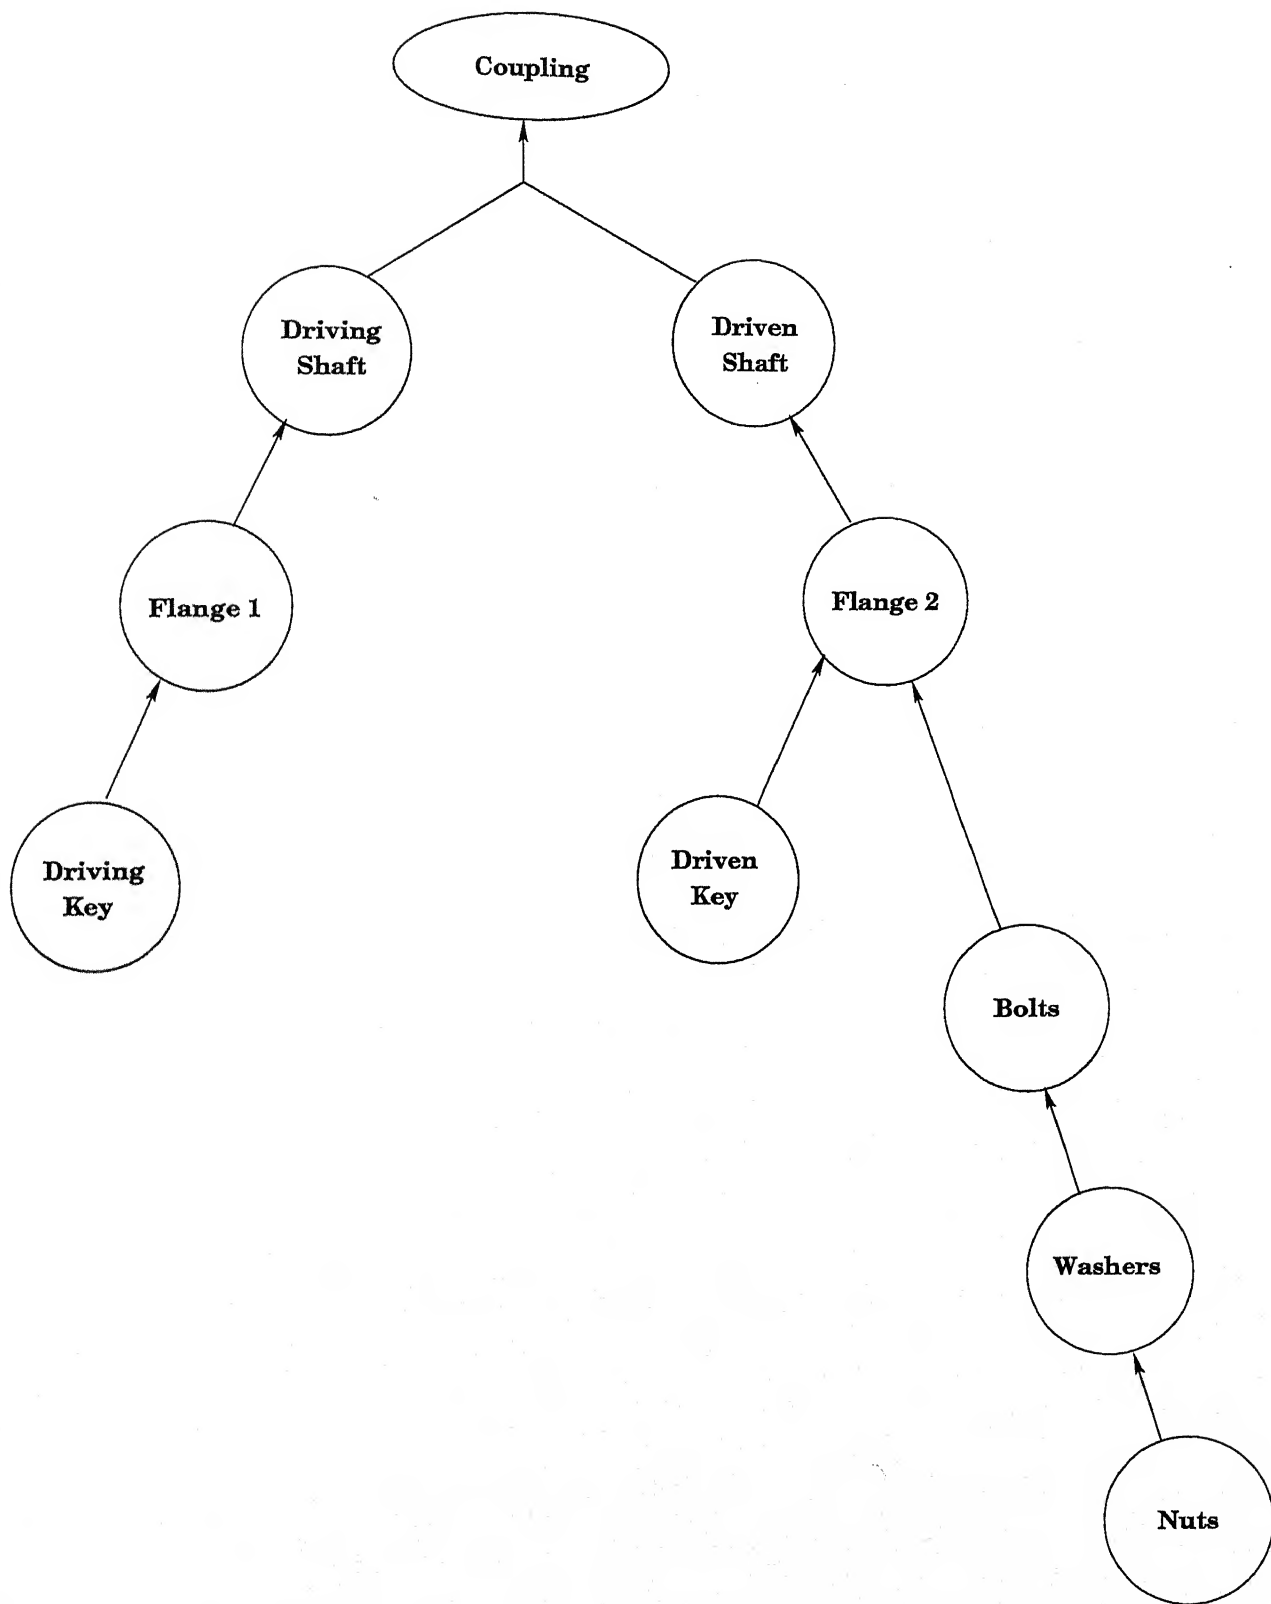 Coupling
Driving
Shaft
Driven
Shaft
Flange 1
Flange 2
Driving
Key
Driven
Key
Bolts
Washers
Nuts